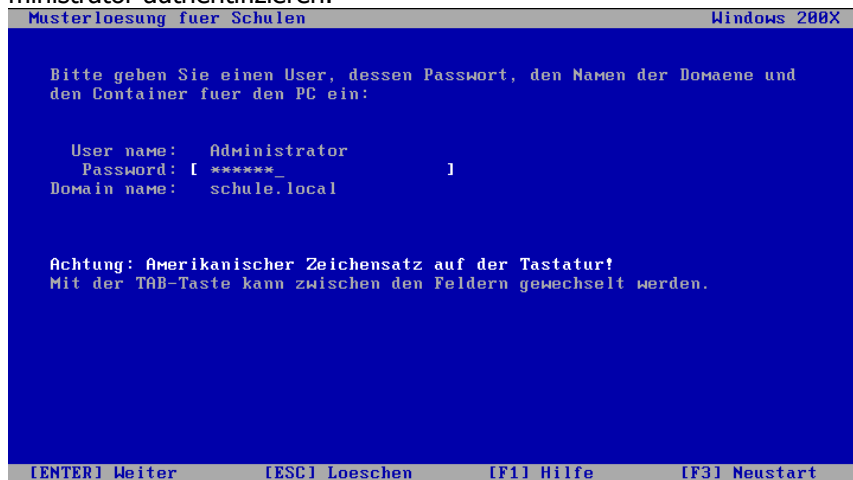 ministrator authentifizieren.
Musterloesung fuer Schulen Windows 200X
Bitte geben Sie einen User, dessen Passwort, den Namen der Domaene und
den Container fuer den PC ein:
User name: Administrator
Password: [ ******_ ]
Domain name: schule.local
Achtung: Amerikanischer Zeichensatz auf der Tastatur!
Mit der TAB-Taste kann zwischen den Feldern gewechselt werden.
[ENTER] Weiter [ESC] Loeschen [F1] Hilfe [F3] Neustart